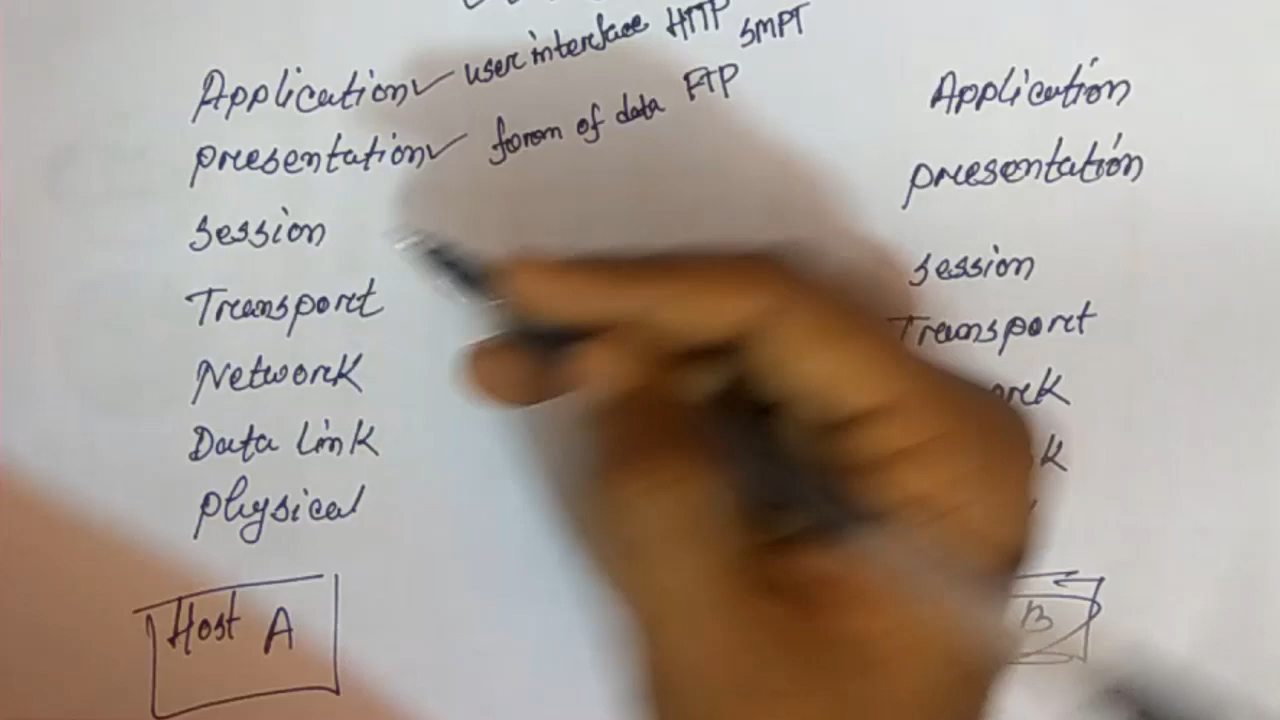 Application user interface HTTP SMPT
presentation form of data FTP
session
Transport
Network
Data Link
physical
Host A
Application
presentation
session
Transport
B